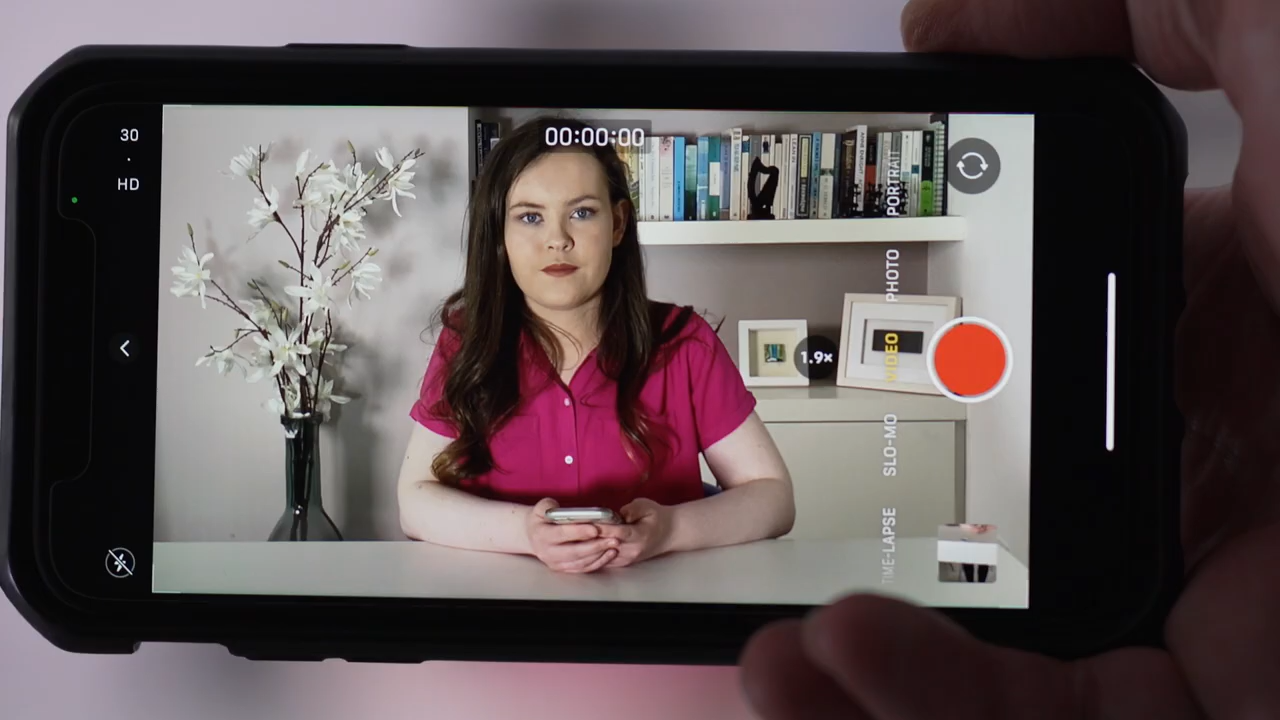 30
HD
00:00:00
1.9×
PORTRAIT
PHOTO
VIDEO
SLO-MO
TIME-LAPSE